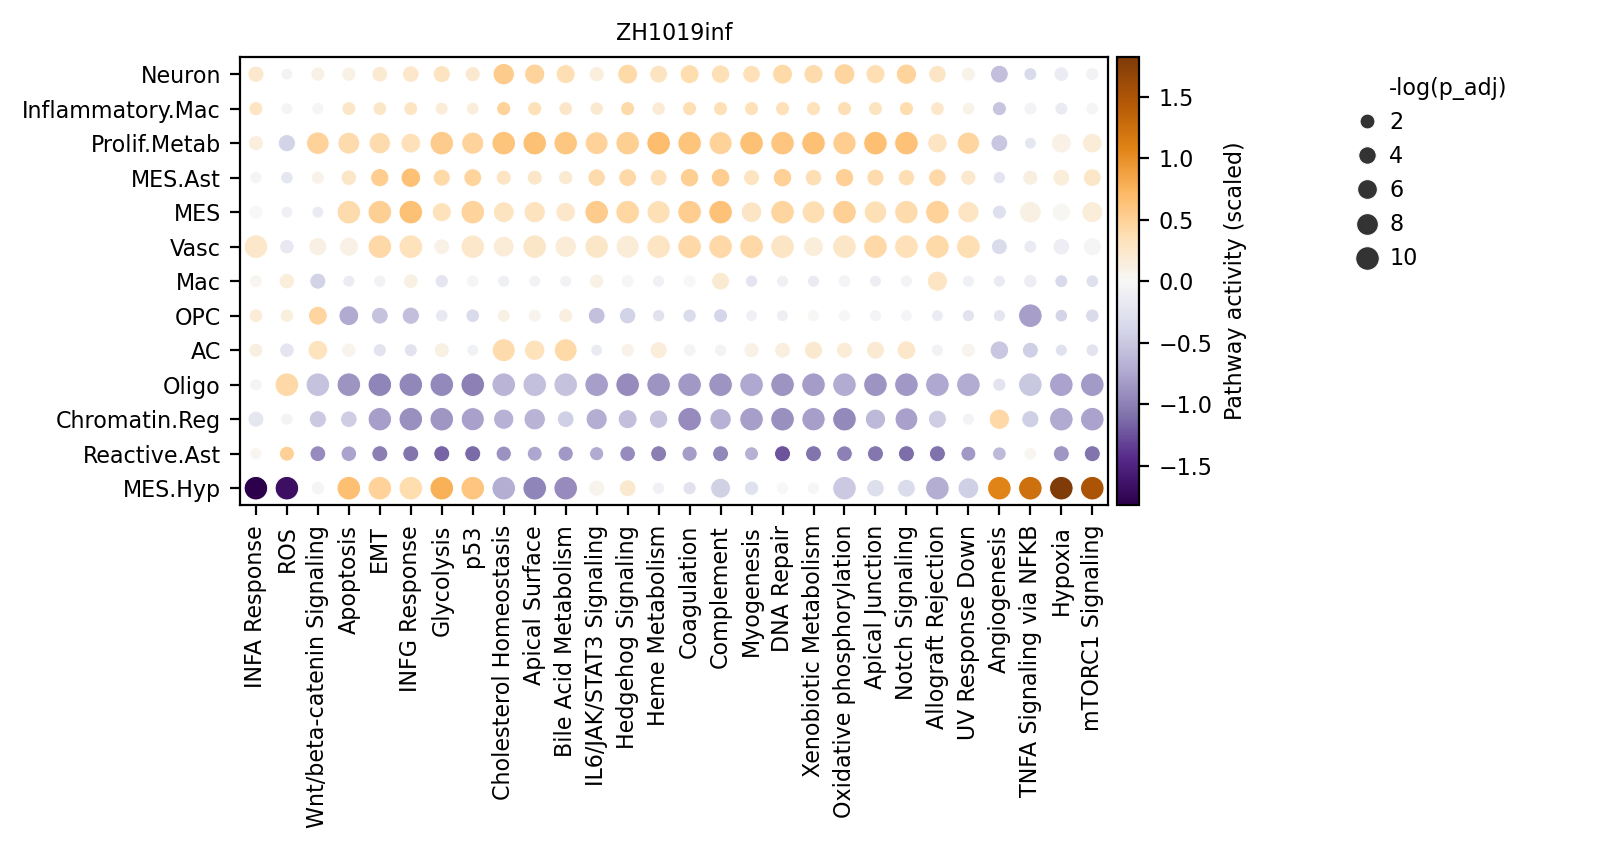 ZH1019inf
Neuron
Inflammatory.Mac
Prolif.Metab
MES.Ast
MES
Vasc
Mac
OPC
AC
Oligo
Chromatin.Reg
Reactive.Ast
MES.Hyp
INFA Response
ROS
Wnt/beta-catenin Signaling
Apoptosis
EMT
INFG Response
Glycolysis
p53
Cholesterol Homeostasis
Apical Surface
Bile Acid Metabolism
IL6/JAK/STAT3 Signaling
Hedgehog Signaling
Heme Metabolism
Coagulation
Complement
Myogenesis
DNA Repair
Xenobiotic Metabolism
Oxidative phosphorylation
Apical Junction
Notch Signaling
Allograft Rejection
UV Response Down
Angiogenesis
TNFA Signaling via NFKB
Hypoxia
mTORC1 Signaling
1.5
1.0
0.5
0.0
−0.5
−1.0
−1.5
Pathway activity (scaled)
-log(p_adj)
2
4
6
8
10